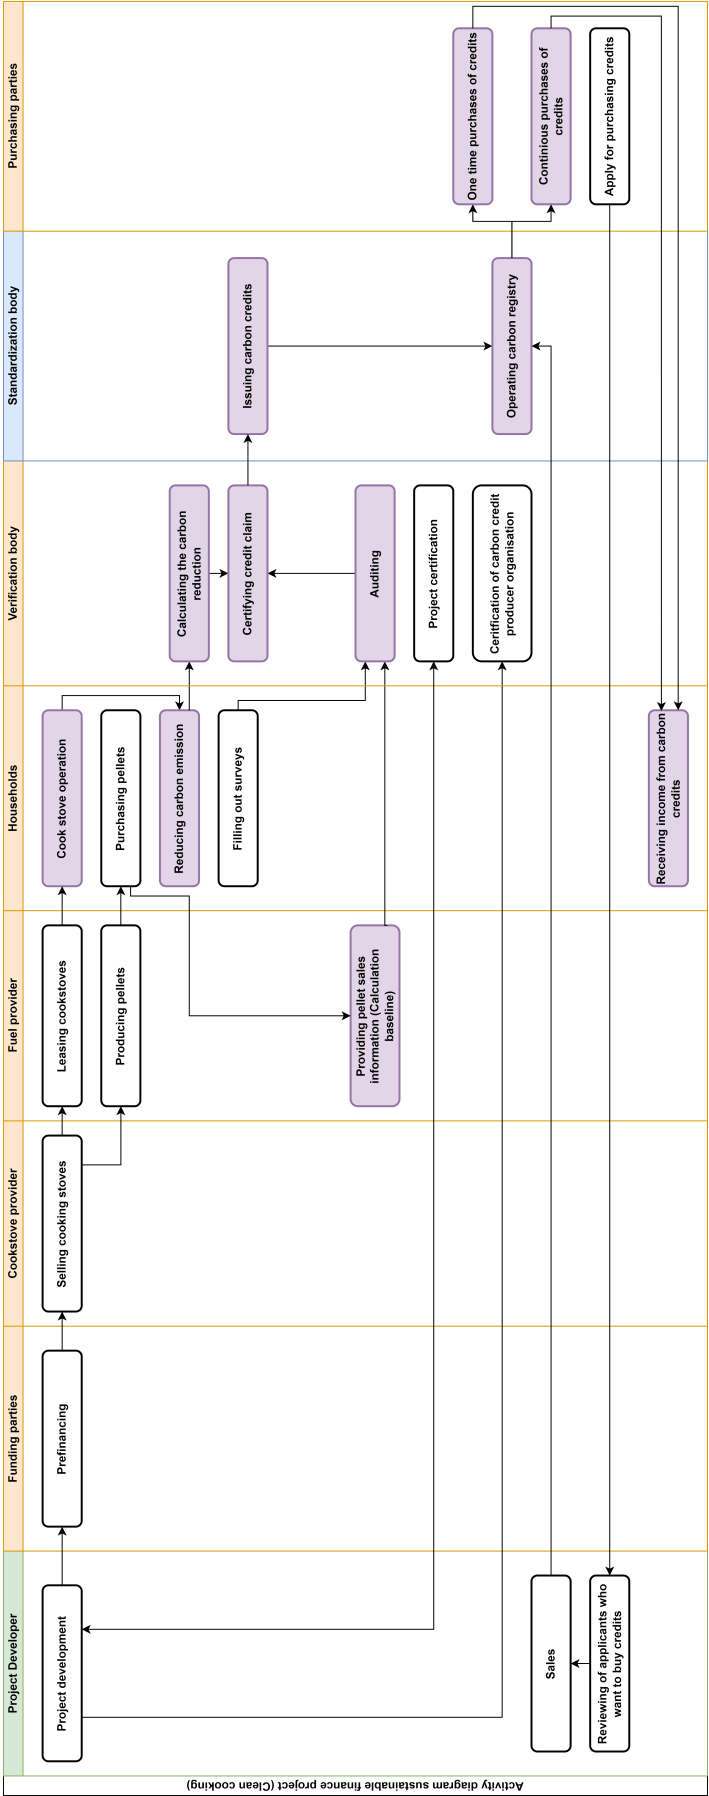 Activity diagram sustainable finance project (Clean cooking)
Project Developer
Funding parties
Cookstove provider
Fuel provider
Households
Verification body
Standardization body
Purchasing parties
Project development
Prefinancing
Selling cooking stoves
Leasing cookstoves
Cook stove operation
Producing pellets
Purchasing pellets
Reducing carbon emission
Calculating the carbon
reduction
Filling out surveys
Certifying credit claim
Issuing carbon credits
Providing pellet sales
information (Calculation
baseline)
Auditing
Project certification
Ceritfication of carbon credit
producer organisation
Operating carbon registry
One time purchases of credits
Sales
Continious purchases of
credits
Reviewing of applicants who
want to buy credits
Apply for purchasing credits
Receiving income from carbon
credits